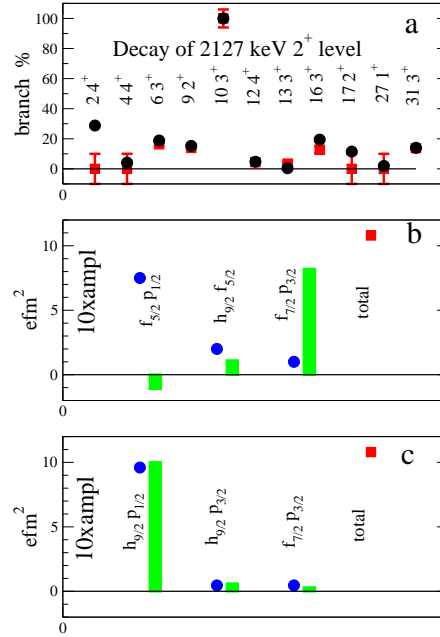 a
Decay of 2127 keV 2⁺ level
branch %
100
80
60
40
20
0
2 4⁺
4 4⁺
6 3⁺
9 2⁺
10 3⁺
12 4⁺
13 3⁺
16 3⁺
17 2⁺
27 1⁺
31 3⁺
0
b
efm²
10xampl
10
5
0
f₅/₂ p₁/₂
h₉/₂ f₅/₂
f₇/₂ p₃/₂
total
0
c
efm²
10xampl
10
5
0
h₉/₂ p₁/₂
h₉/₂ p₃/₂
f₇/₂ p₃/₂
total
0